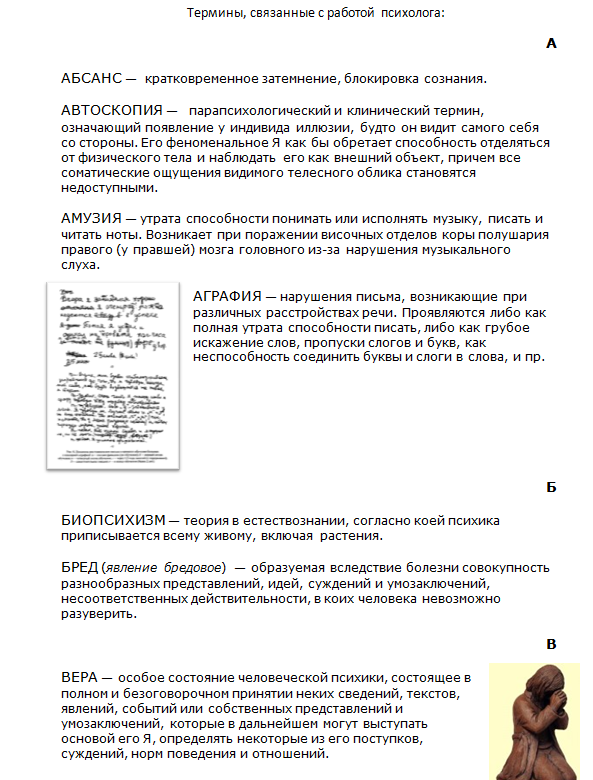 Термины, связанные с работой психолога:
А
АБСАНС — кратковременное затемнение, блокировка сознания.
АВТОСКОПИЯ — парапсихологический и клинический термин,
означающий появление у индивида иллюзии, будто он видит самого себя
со стороны. Его феноменальное Я как бы обретает способность отделяться
от физического тела и наблюдать его как внешний объект, причем все
соматические ощущения видимого телесного облика становятся
недоступными.
АМУЗИЯ — утрата способности понимать или исполнять музыку, писать и
читать ноты. Возникает при поражении височных отделов коры полушария
правого (у правшей) мозга головного из-за нарушения музыкального
слуха.
АГРАФИЯ — нарушения письма, возникающие при
различных расстройствах речи. Проявляются либо как
полная утрата способности писать, либо как грубое
искажение слов, пропуски слогов и букв, как
неспособность соединить буквы и слоги в слова, и пр.
Б
БИОПСИХИЗМ — теория в естествознании, согласно коей психика
приписывается всему живому, включая растения.
БРЕД (явление бредовое) — образуемая вследствие болезни совокупность
разнообразных представлений, идей, суждений и умозаключений,
несоответственных действительности, в коих человека невозможно
разуверить.
В
ВЕРА — особое состояние человеческой психики, состоящее в
полном и безоговорочном принятии неких сведений, текстов,
явлений, событий или собственных представлений и
умозаключений, которые в дальнейшем могут выступать
основой его Я, определять некоторые из его поступков,
суждений, норм поведения и отношений.